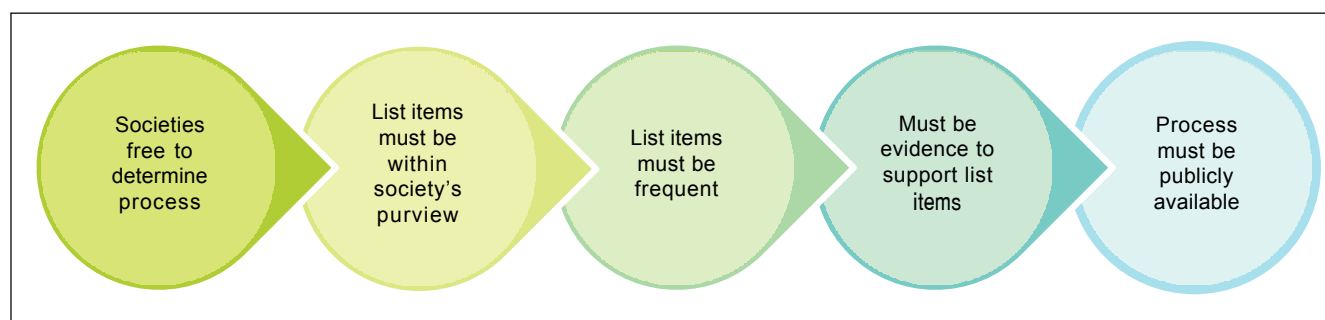 Societies
free to
determine
process
List items
must be
within
society's
purview
List items
must be
frequent
Must be
evidence to
support list
items
Process
must be
publicly
available